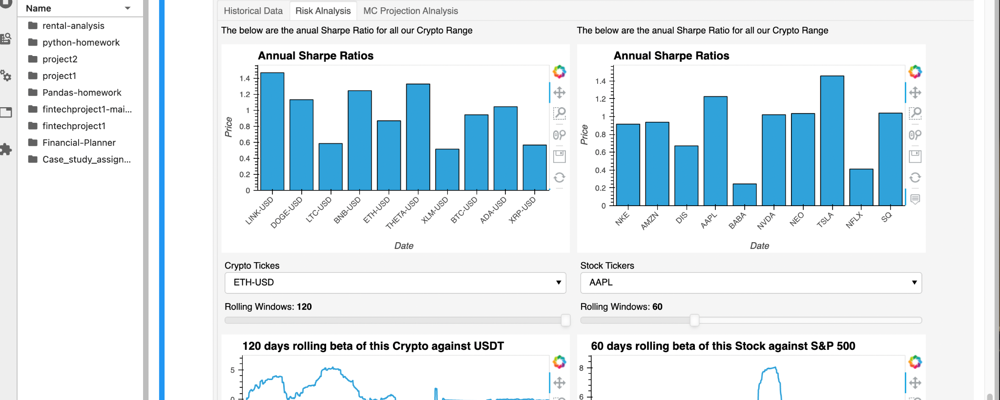 Name
rental-analysis
python-homework
project2
project1
Pandas-homework
fintechproject1-mai...
fintechproject1
Financial-Planner
Case_study_assign...
Historical Data
Risk Alnalysis
MC Projection Alnalysis
The below are the anual Sharpe Ratio for all our Crypto Range
Annual Sharpe Ratios
Price
1.4
1.2
1
0.8
0.6
0.4
0.2
0
LINK-USD
DOGE-USD
LTC-USD
BNB-USD
ETH-USD
THETA-USD
XLM-USD
BTC-USD
ADA-USD
XRP-USD
Date
Crypto Tickes
ETH-USD
Rolling Windows: 120
120 days rolling beta of this Crypto against USDT
5
0
The below are the anual Sharpe Ratio for all our Crypto Range
Annual Sharpe Ratios
Price
1.4
1.2
1
0.8
0.6
0.4
0.2
0
NKE
AMZN
DIS
AAPL
BABA
NVDA
NEO
TSLA
NFLX
SQ
Date
Stock Tickers
AAPL
Rolling Windows: 60
60 days rolling beta of this Stock against S&P 500
8
6